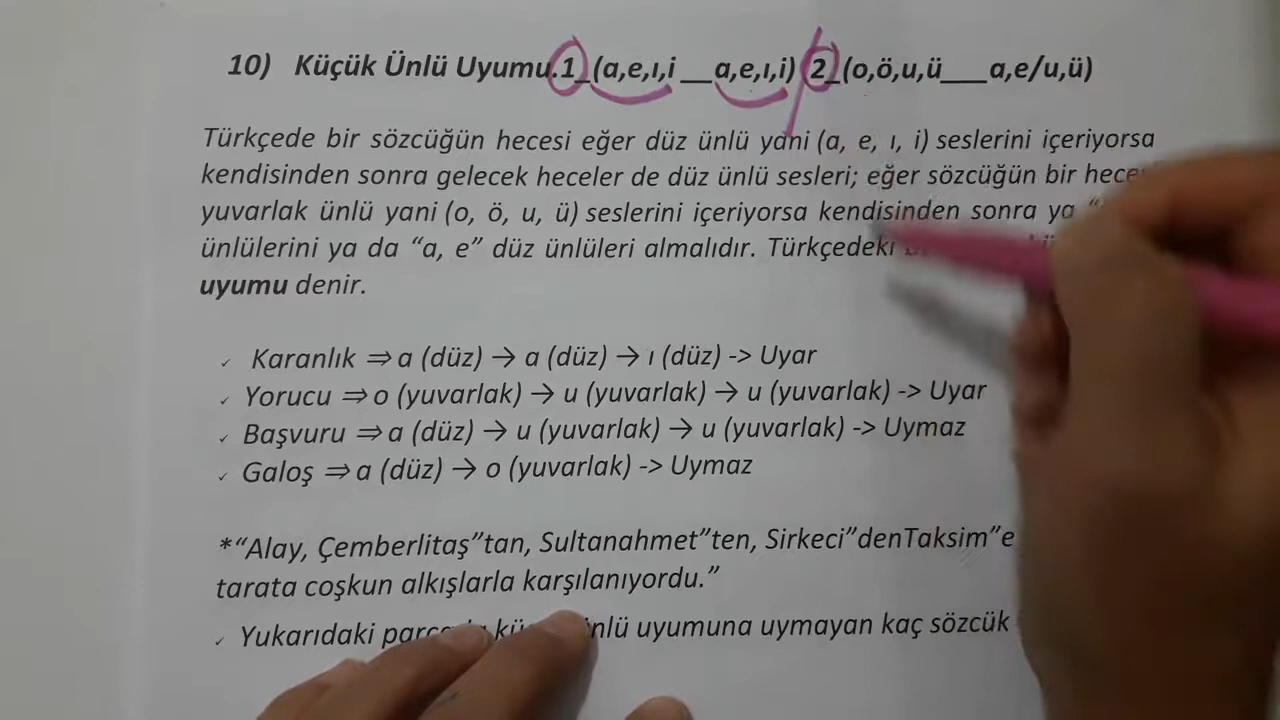 10) Küçük Ünlü Uyumu.1_(a,e,ı,i __a,e,ı,i) 2_(o,ö,u,ü___a,e/u,ü)
Türkçede bir sözcüğün hecesi eğer düz ünlü yani (a, e, ı, i) seslerini içeriyorsa
kendisinden sonra gelecek heceler de düz ünlü sesleri; eğer sözcüğün bir
yuvarlak ünlü yani (o, ö, u, ü) seslerini içeriyorsa kendisinden sonra ya
ünlülerini ya da “a, e” düz ünlüleri almalıdır. Türkçedeki
uyumu denir.
✓ Karanlık ⇒ a (düz) → a (düz) → ı (düz) -> Uyar
✓ Yorucu ⇒ o (yuvarlak) → u (yuvarlak) → u (yuvarlak) -> Uyar
✓ Başvuru ⇒ a (düz) → u (yuvarlak) → u (yuvarlak) -> Uymaz
✓ Galoş ⇒ a (düz) → o (yuvarlak) -> Uymaz
*“Alay, Çemberlitaş”tan, Sultanahmet”ten, Sirkeci”denTaksim”e
tarata coşkun alkışlarla karşılanıyordu.”
✓ Yukarıdaki uyumuna uymayan kaç sözcük